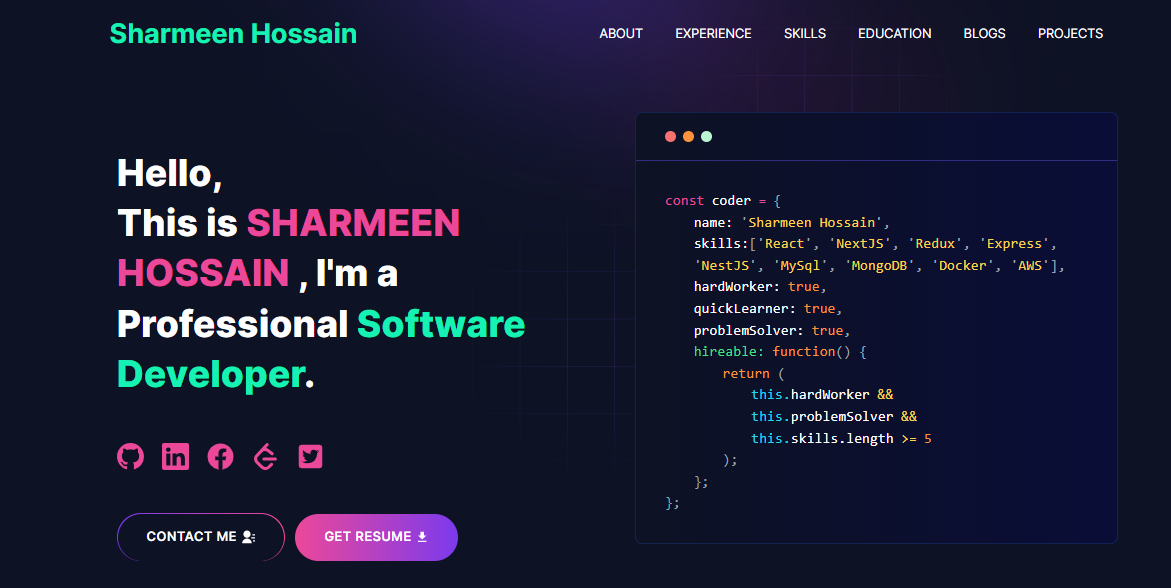 Sharmeen Hossain
ABOUT EXPERIENCE SKILLS EDUCATION BLOGS PROJECTS
Hello,
This is SHARMEEN
HOSSAIN , I'm a
Professional Software
Developer.
CONTACT ME GET RESUME
const coder = {
name: 'Sharmeen Hossain',
skills:['React', 'NextJS', 'Redux', 'Express',
'NestJS', 'MySql', 'MongoDB', 'Docker', 'AWS'],
hardWorker: true,
quickLearner: true,
problemSolver: true,
hireable: function() {
return (
this.hardWorker &&
this.problemSolver &&
this.skills.length >= 5
);
};
};